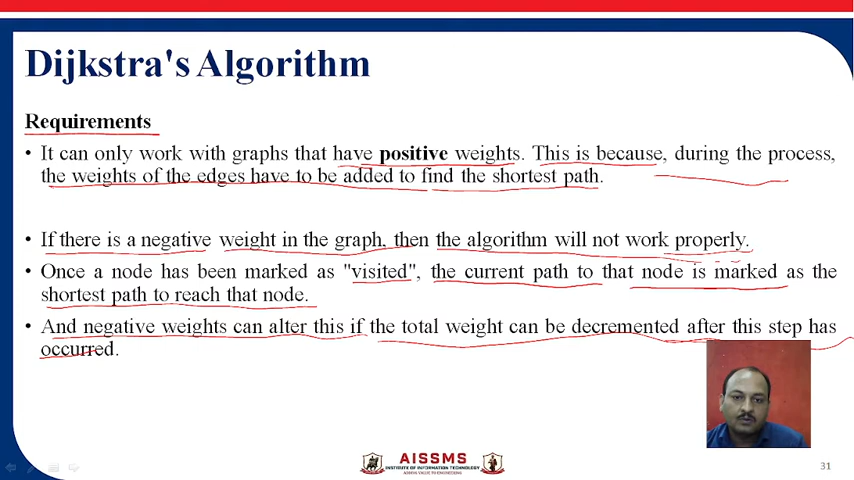 Dijkstra's Algorithm
Requirements
• It can only work with graphs that have positive weights. This is because, during the process,
the weights of the edges have to be added to find the shortest path.
• If there is a negative weight in the graph, then the algorithm will not work properly.
• Once a node has been marked as "visited", the current path to that node is marked as the
shortest path to reach that node.
• And negative weights can alter this if the total weight can be decremented after this step has
occurred.
AISSMS
INSTITUTE OF INFORMATION TECHNOLOGY
ADDING VALUE TO ENGINEERING
31